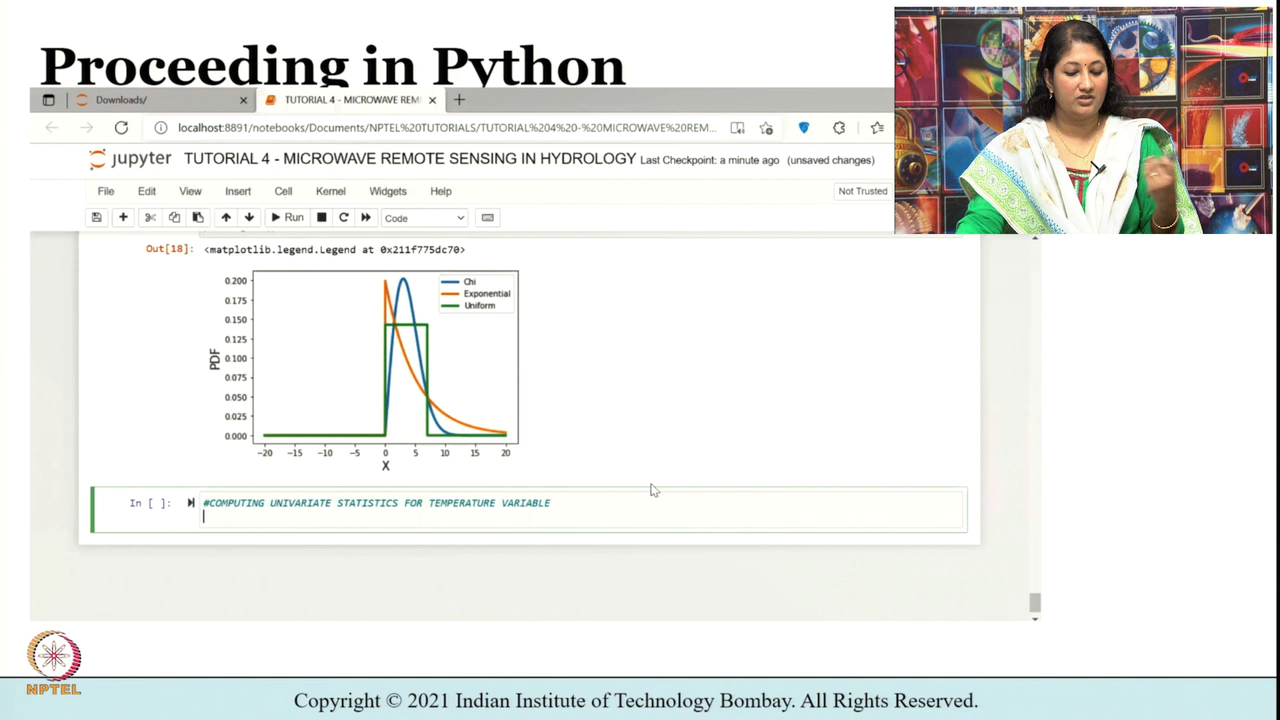 Proceeding in Python
Downloads/
TUTORIAL 4 - MICROWAVE REM
localhost:8891/notebooks/Documents/NPTEL%20TUTORIALS/TUTORIAL%204%20-%20MICROWAVE%20REM...
jupyter TUTORIAL 4 - MICROWAVE REMOTE SENSING IN HYDROLOGY Last Checkpoint: a minute ago (unsaved changes)
File Edit View Insert Cell Kernel Widgets Help
Not Trusted
Run Code
Out[18]: <matplotlib.legend.Legend at 0x211f775dc70>
Chi
Exponential
Uniform
0.200
0.175
0.150
0.125
0.100
0.075
0.050
0.025
0.000
PDF
−20 −15 −10 −5 0 5 10 15 20
X
In [ ]: #COMPUTING UNIVARIATE STATISTICS FOR TEMPERATURE VARIABLE
NPTEL
Copyright © 2021 Indian Institute of Technology Bombay. All Rights Reserved.